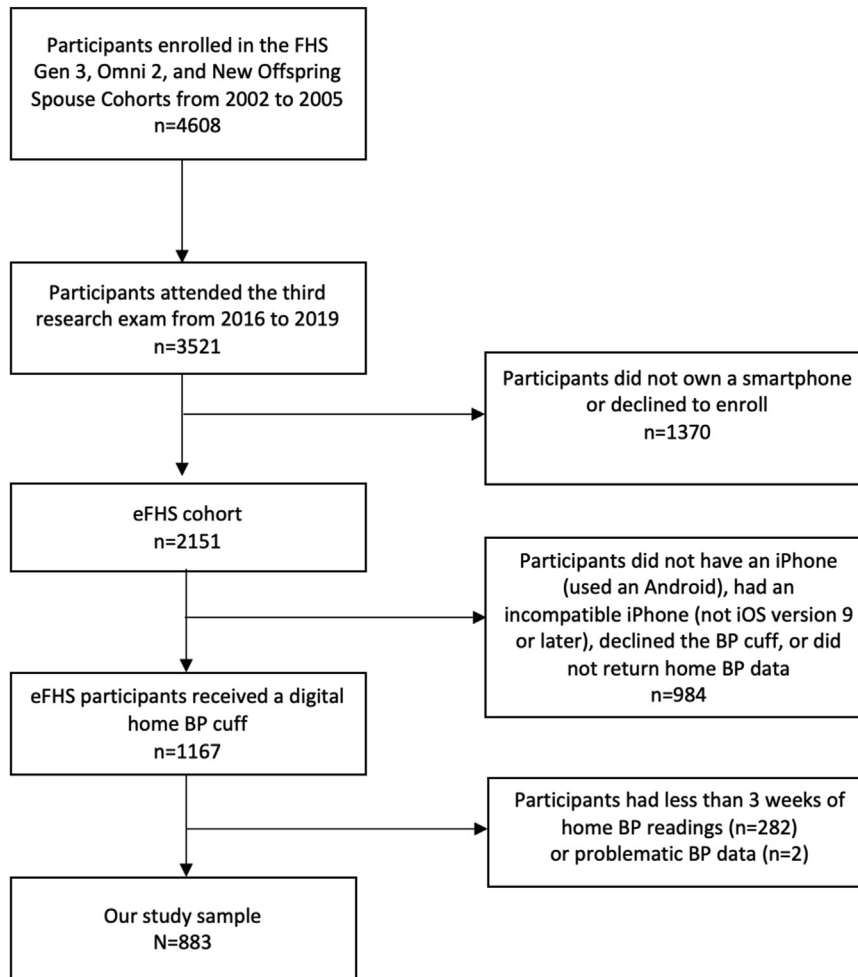 Participants enrolled in the FHS
Gen 3, Omni 2, and New Offspring
Spouse Cohorts from 2002 to 2005
n=4608
Participants attended the third
research exam from 2016 to 2019
n=3521
Participants did not own a smartphone
or declined to enroll
n=1370
eFHS cohort
n=2151
Participants did not have an iPhone
(used an Android), had an
incompatible iPhone (not iOS version 9
or later), declined the BP cuff, or did
not return home BP data
n=984
eFHS participants received a digital
home BP cuff
n=1167
Participants had less than 3 weeks of
home BP readings (n=282)
or problematic BP data (n=2)
Our study sample
N=883